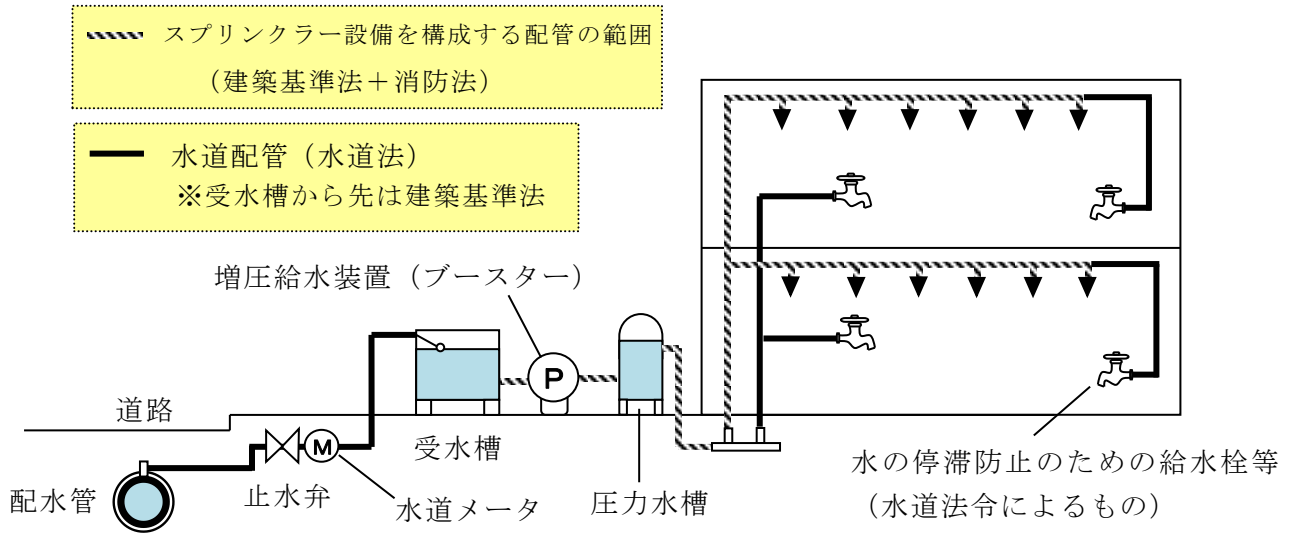 スプリンクラー設備を構成する配管の範囲
（建築基準法＋消防法）
水道配管（水道法）
※受水槽から先は建築基準法
増圧給水装置（ブースター）
P
道路
M
受水槽
水の停滞防止のための給水栓等
（水道法令によるもの）
配水管
止水弁
水道メータ
圧力水槽